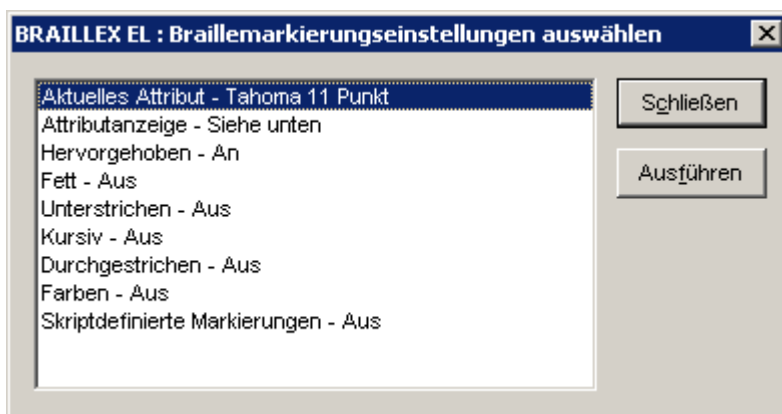 BRAILLEX EL : Braillemarkierungseinstellungen auswählen
Aktuelles Attribut - Tahoma 11 Punkt
Attributanzeige - Siehe unten
Hervorgehoben - An
Fett - Aus
Unterstrichen - Aus
Kursiv - Aus
Durchgestrichen - Aus
Farben - Aus
Skriptdefinierte Markierungen - Aus
Schließen
Ausführen